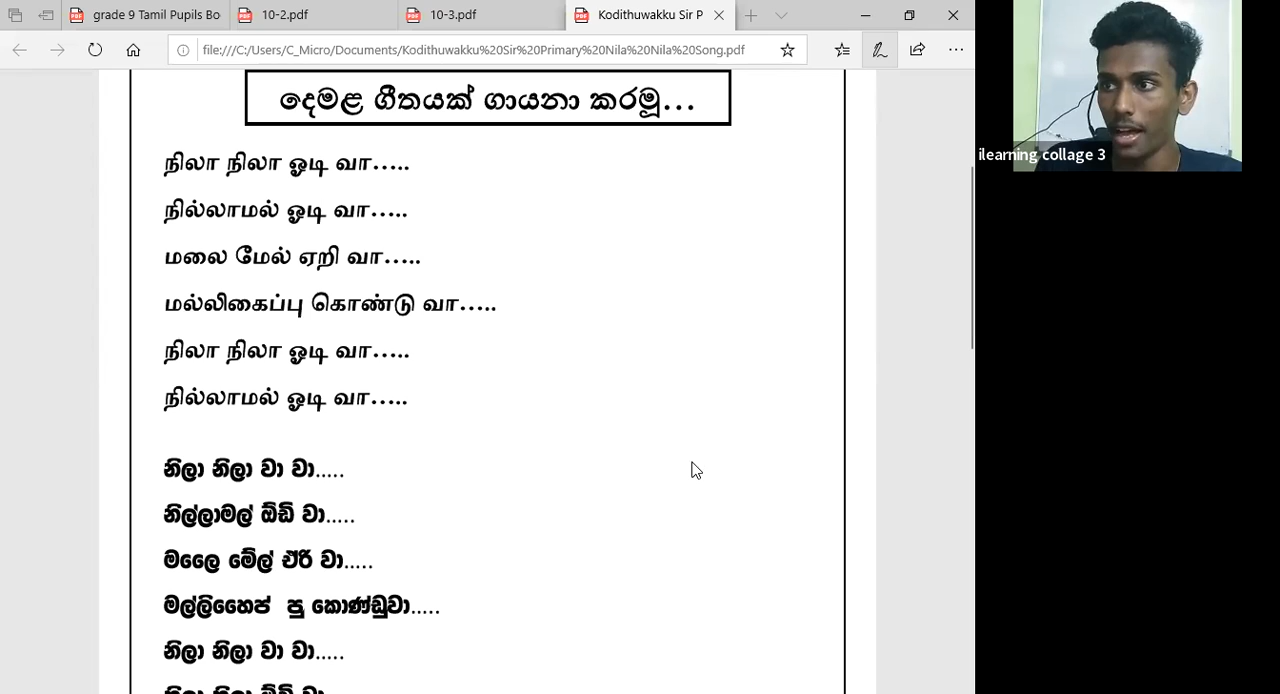 grade 9 Tamil Pupils Bo
10-2.pdf
10-3.pdf
Kodithuwakku Sir P
file:///C:/Users/C_Micro/Documents/Kodithuwakku%20Sir%20Primary%20Nila%20Nila%20Song.pdf
ilearning collage 3
දෙමළ ගීතයක් ගායනා කරමූ...
நிலா நிலா ஓடி வா.....
நில்லாமல் ஓடி வா.....
மலை மேல் ஏறி வா.....
மல்லிகைப்பு கொண்டு வா.....
நிலா நிலா ஓடி வா.....
நில்லாமல் ஓடி வா.....
නිලා නිලා වා වා.....
නිල්ලාමල් ඕඩි වා.....
මලෛ මේල් ඒරි වා.....
මල්ලිහෛප් පු කොණ්ඩුවා.....
නිලා නිලා වා වා.....